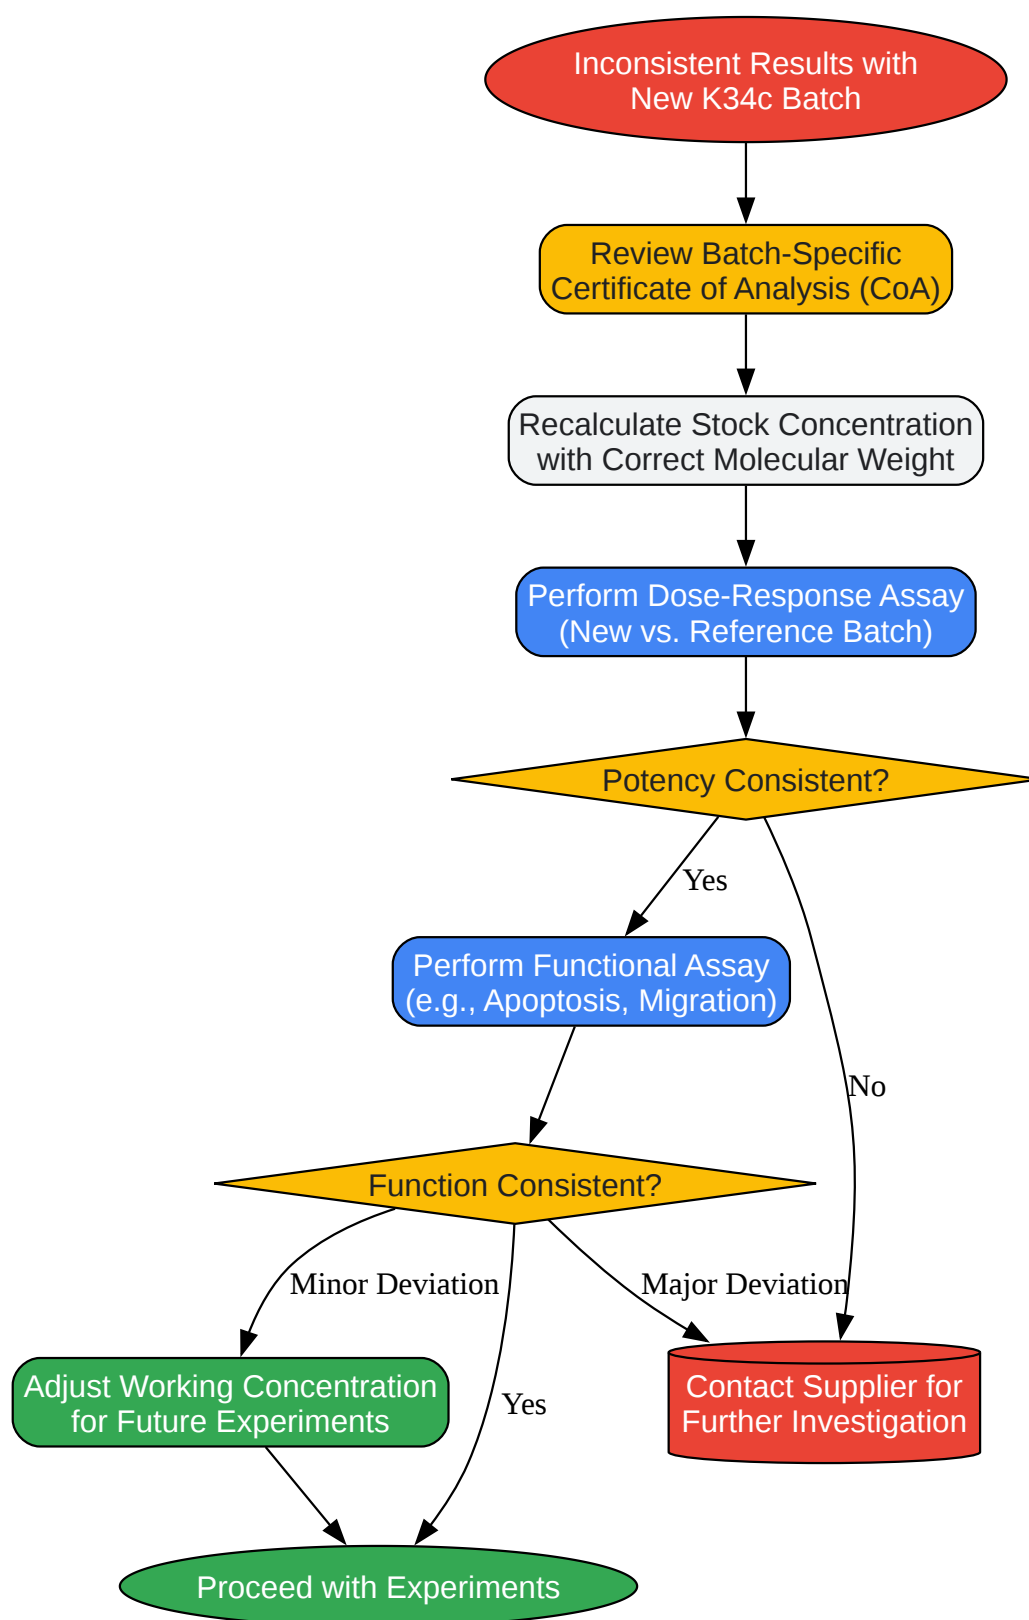 Inconsistent Results with
New K34c Batch
Review Batch-Specific
Certificate of Analysis (CoA)
Recalculate Stock Concentration
with Correct Molecular Weight
Perform Dose-Response Assay
(New vs. Reference Batch)
Potency Consistent?
Yes
Perform Functional Assay
(e.g., Apoptosis, Migration)
No
Function Consistent?
Minor Deviation
Major Deviation
Adjust Working Concentration
for Future Experiments
Yes
Contact Supplier for
Further Investigation
Proceed with Experiments